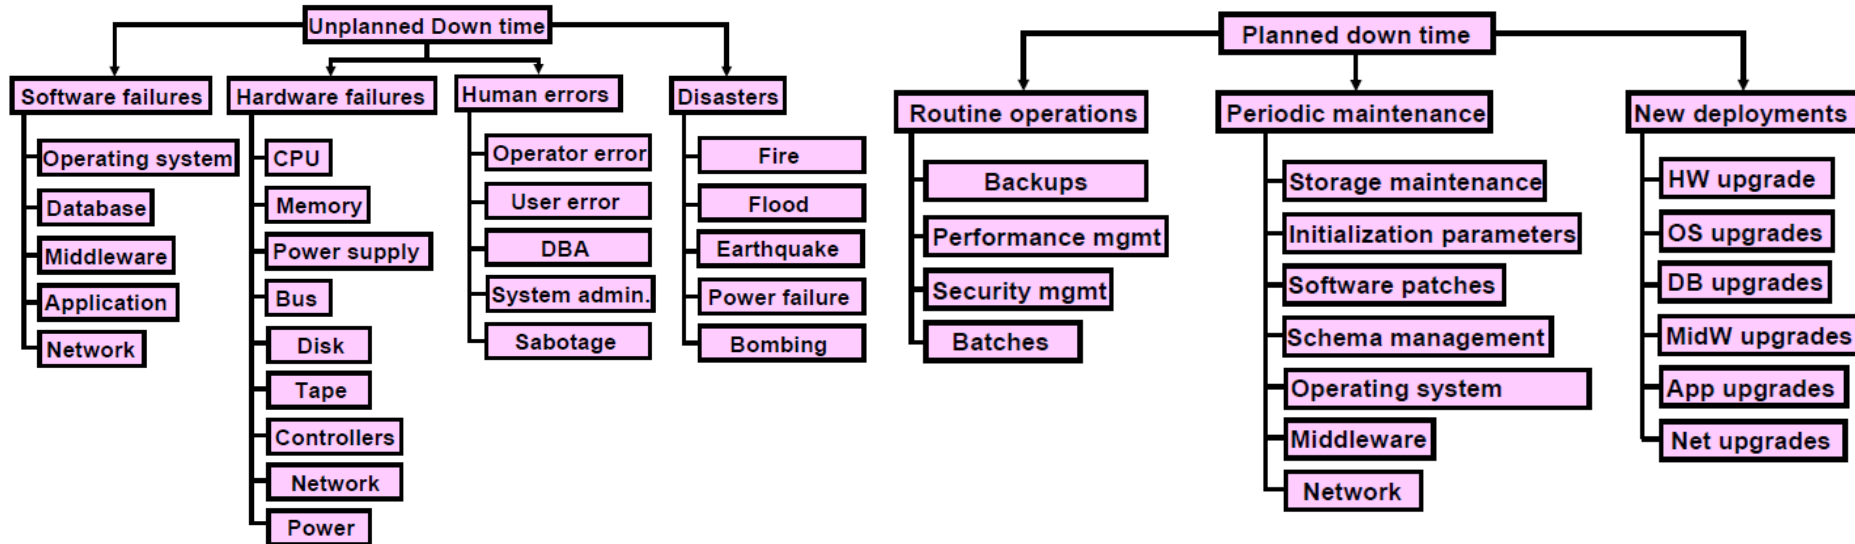 Unplanned Down time
Software failures
Operating system
Database
Middleware
Application
Network
Hardware failures
CPU
Memory
Power supply
Bus
Disk
Tape
Controllers
Network
Power
Human errors
Operator error
User error
DBA
System admin.
Sabotage
Disasters
Fire
Flood
Earthquake
Power failure
Bombing
Planned down time
Routine operations
Backups
Performance mgmt
Security mgmt
Batches
Periodic maintenance
Storage maintenance
Initialization parameters
Software patches
Schema management
Operating system
Middleware
Network
New deployments
HW upgrade
OS upgrades
DB upgrades
MidW upgrades
App upgrades
Net upgrades